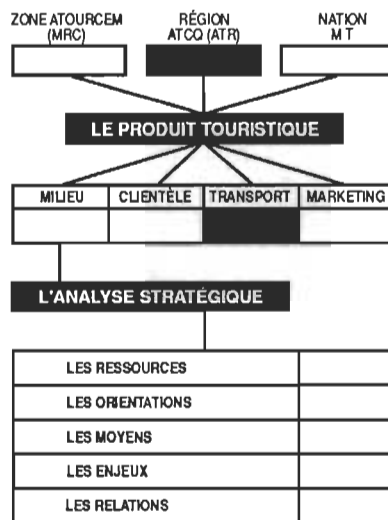 ZONE ATOURCEM RÉGION NATION
(MRC) ATCQ (ATR) M T
LE PRODUIT TOURISTIQUE
MILIEU CLIENTÈLE TRANSPORT MARKETING
L'ANALYSE STRATÉGIQUE
LES RESSOURCES
LES ORIENTATIONS
LES MOYENS
LES ENJEUX
LES RELATIONS